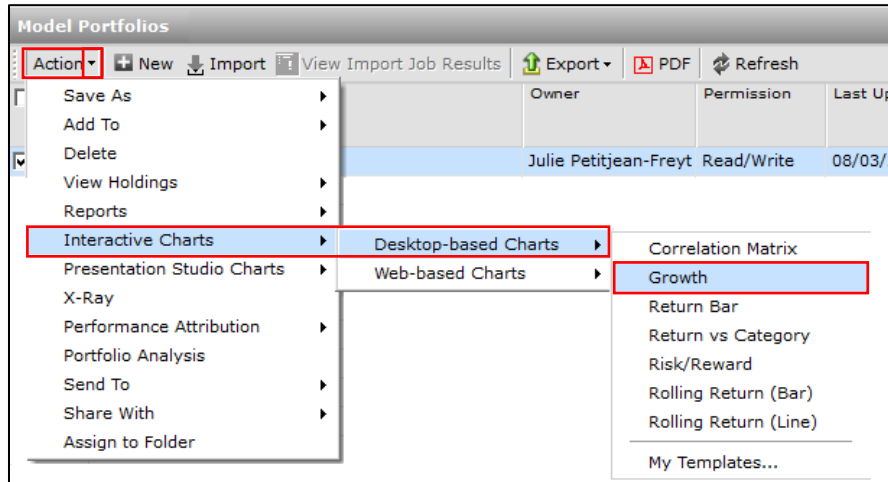 Model Portfolios
Action New Import View Import Job Results Export PDF Refresh
Owner Permission Last Up
Julie Petitjean-Freyt Read/Write 08/03/
Save As
Add To
Delete
View Holdings
Reports
Interactive Charts
Presentation Studio Charts
X-Ray
Performance Attribution
Portfolio Analysis
Send To
Share With
Assign to Folder
Desktop-based Charts
Web-based Charts
Correlation Matrix
Growth
Return Bar
Return vs Category
Risk/Reward
Rolling Return (Bar)
Rolling Return (Line)
My Templates...